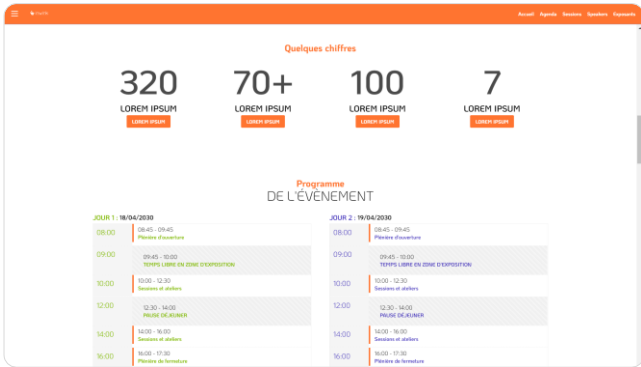 Accueil Agenda Sessions Speakers Exposants
Quelques chiffres
320 70+ 100 7
LOREM IPSUM LOREM IPSUM LOREM IPSUM LOREM IPSUM
LOREM IPSUM LOREM IPSUM LOREM IPSUM LOREM IPSUM
Programme
DE L'ÉVÈNEMENT
JOUR 1 : 18/04/2030
08:00
08:45 - 09:45
Plénière d'ouverture
09:00
09:45 - 10:00
TEMPS LIBRE EN ZONE D'EXPOSITION
10:00
10:00 - 12:30
Sessions et ateliers
12:00
12:30 - 14:00
PAUSE DÉJEUNER
14:00
14:00 - 16:00
Sessions et ateliers
16:00
16:00 - 17:30
Plénière de fermeture
JOUR 2 : 19/04/2030
08:00
08:45 - 09:45
Plénière d'ouverture
09:00
09:45 - 10:00
TEMPS LIBRE EN ZONE D'EXPOSITION
10:00
10:00 - 12:30
Sessions et ateliers
12:00
12:30 - 14:00
PAUSE DÉJEUNER
14:00
14:00 - 16:00
Sessions et ateliers
16:00
16:00 - 17:30
Plénière de fermeture